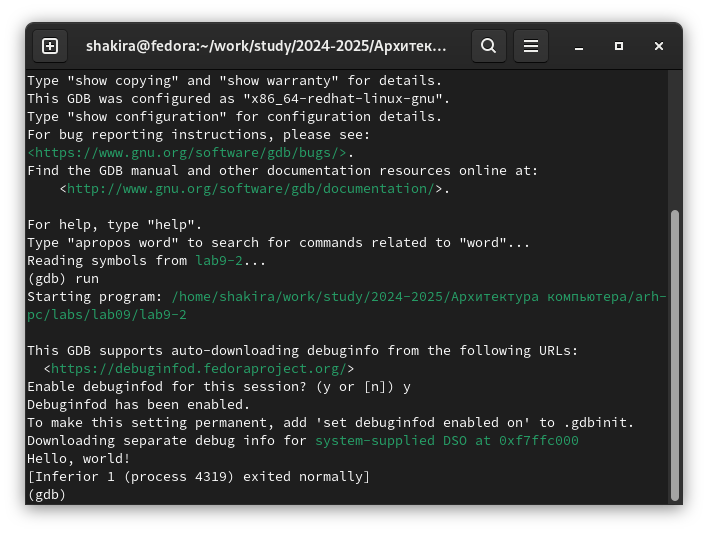 shakira@fedora:~/work/study/2024-2025/Архитек...
Type "show copying" and "show warranty" for details.
This GDB was configured as "x86_64-redhat-linux-gnu".
Type "show configuration" for configuration details.
For bug reporting instructions, please see:
<https://www.gnu.org/software/gdb/bugs/>.
Find the GDB manual and other documentation resources online at:
    <http://www.gnu.org/software/gdb/documentation/>.

For help, type "help".
Type "apropos word" to search for commands related to "word"...
Reading symbols from lab9-2...
(gdb) run
Starting program: /home/shakira/work/study/2024-2025/Архитектура компьютера/arh-
pc/labs/lab09/lab9-2

This GDB supports auto-downloading debuginfo from the following URLs:
  <https://debuginfod.fedoraproject.org/>
Enable debuginfod for this session? (y or [n]) y
Debuginfod has been enabled.
To make this setting permanent, add 'set debuginfod enabled on' to .gdbinit.
Downloading separate debug info for system-supplied DSO at 0xf7ffc000
Hello, world!
[Inferior 1 (process 4319) exited normally]
(gdb)